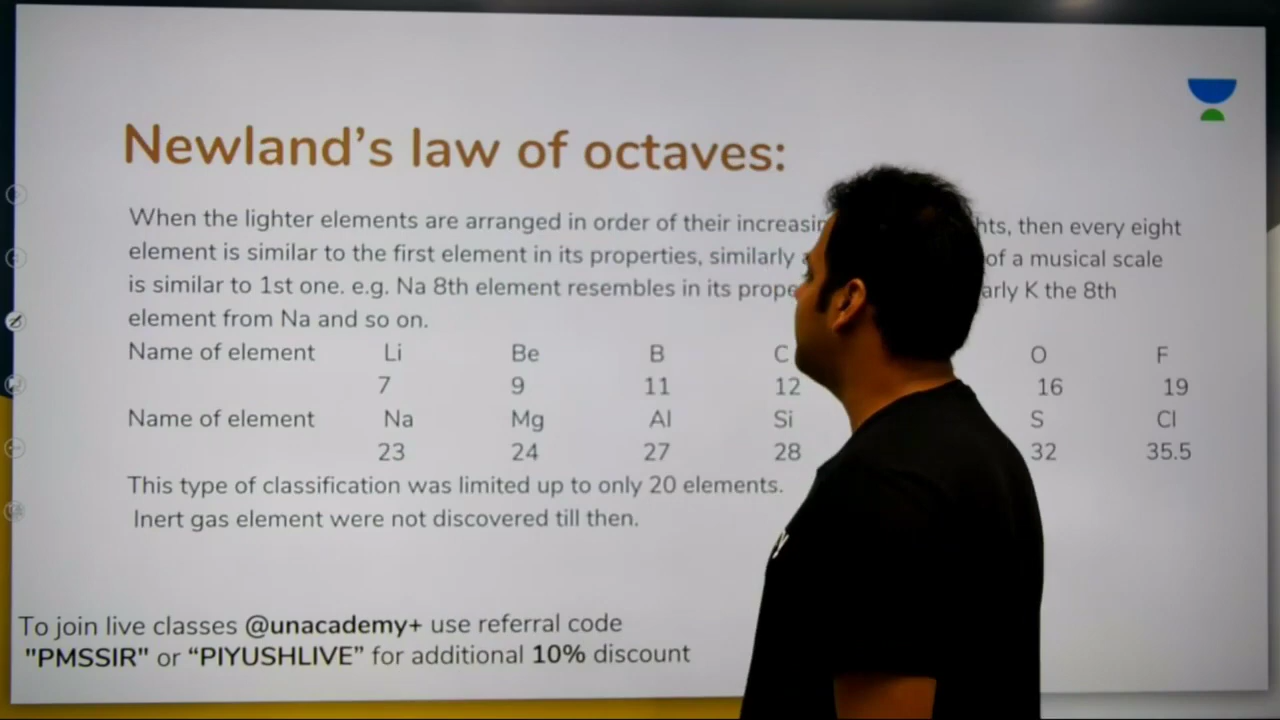 Newland's law of octaves:
When the lighter elements are arranged in order of their increasin hts, then every eight
element is similar to the first element in its properties, similarly of a musical scale
is similar to 1st one. e.g. Na 8th element resembles in its prope arly K the 8th
element from Na and so on.
Name of element Li Be B C O F
7 9 11 12 16 19
Name of element Na Mg Al Si S Cl
23 24 27 28 32 35.5
This type of classification was limited up to only 20 elements.
Inert gas element were not discovered till then.
To join live classes @unacademy+ use referral code
"PMSSIR" or “PIYUSHLIVE” for additional 10% discount